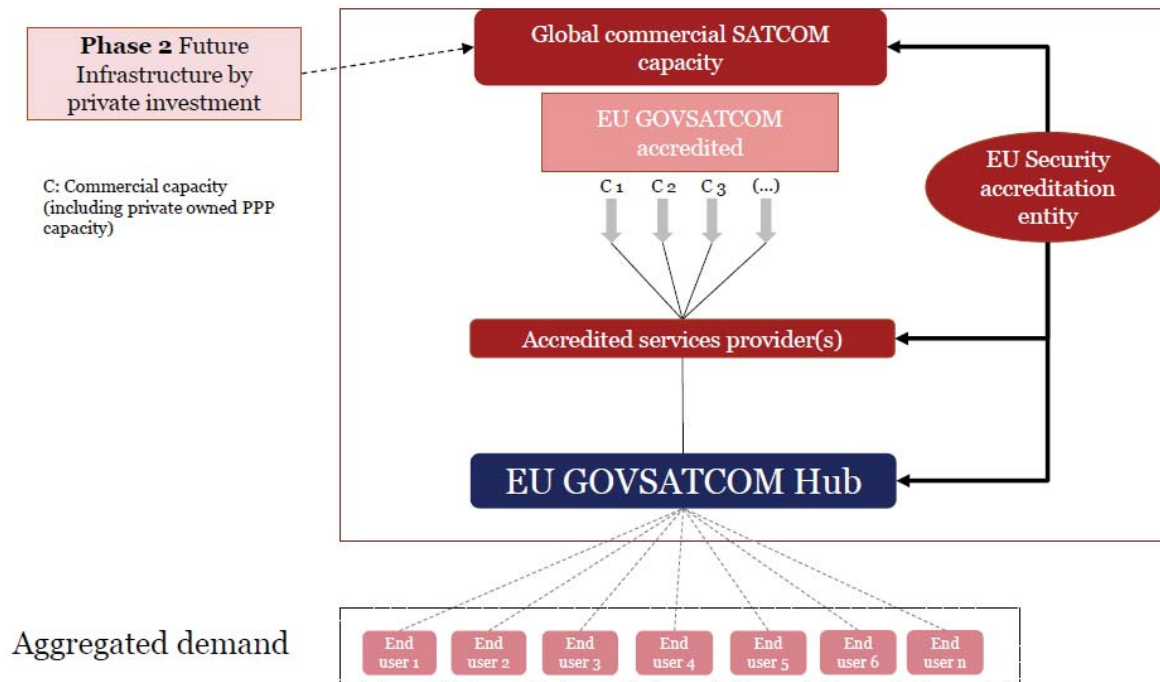 Phase 2 Future
Infrastructure by
private investment
Global commercial SATCOM
capacity
EU GOVSATCOM
accredited
C: Commercial capacity
(including private owned PPP
capacity)
C 1 C 2 C 3 (...)
EU Security
accreditation
entity
Accredited services provider(s)
EU GOVSATCOM Hub
Aggregated demand
End
user 1
End
user 2
End
user 3
End
user 4
End
user 5
End
user 6
End
user n